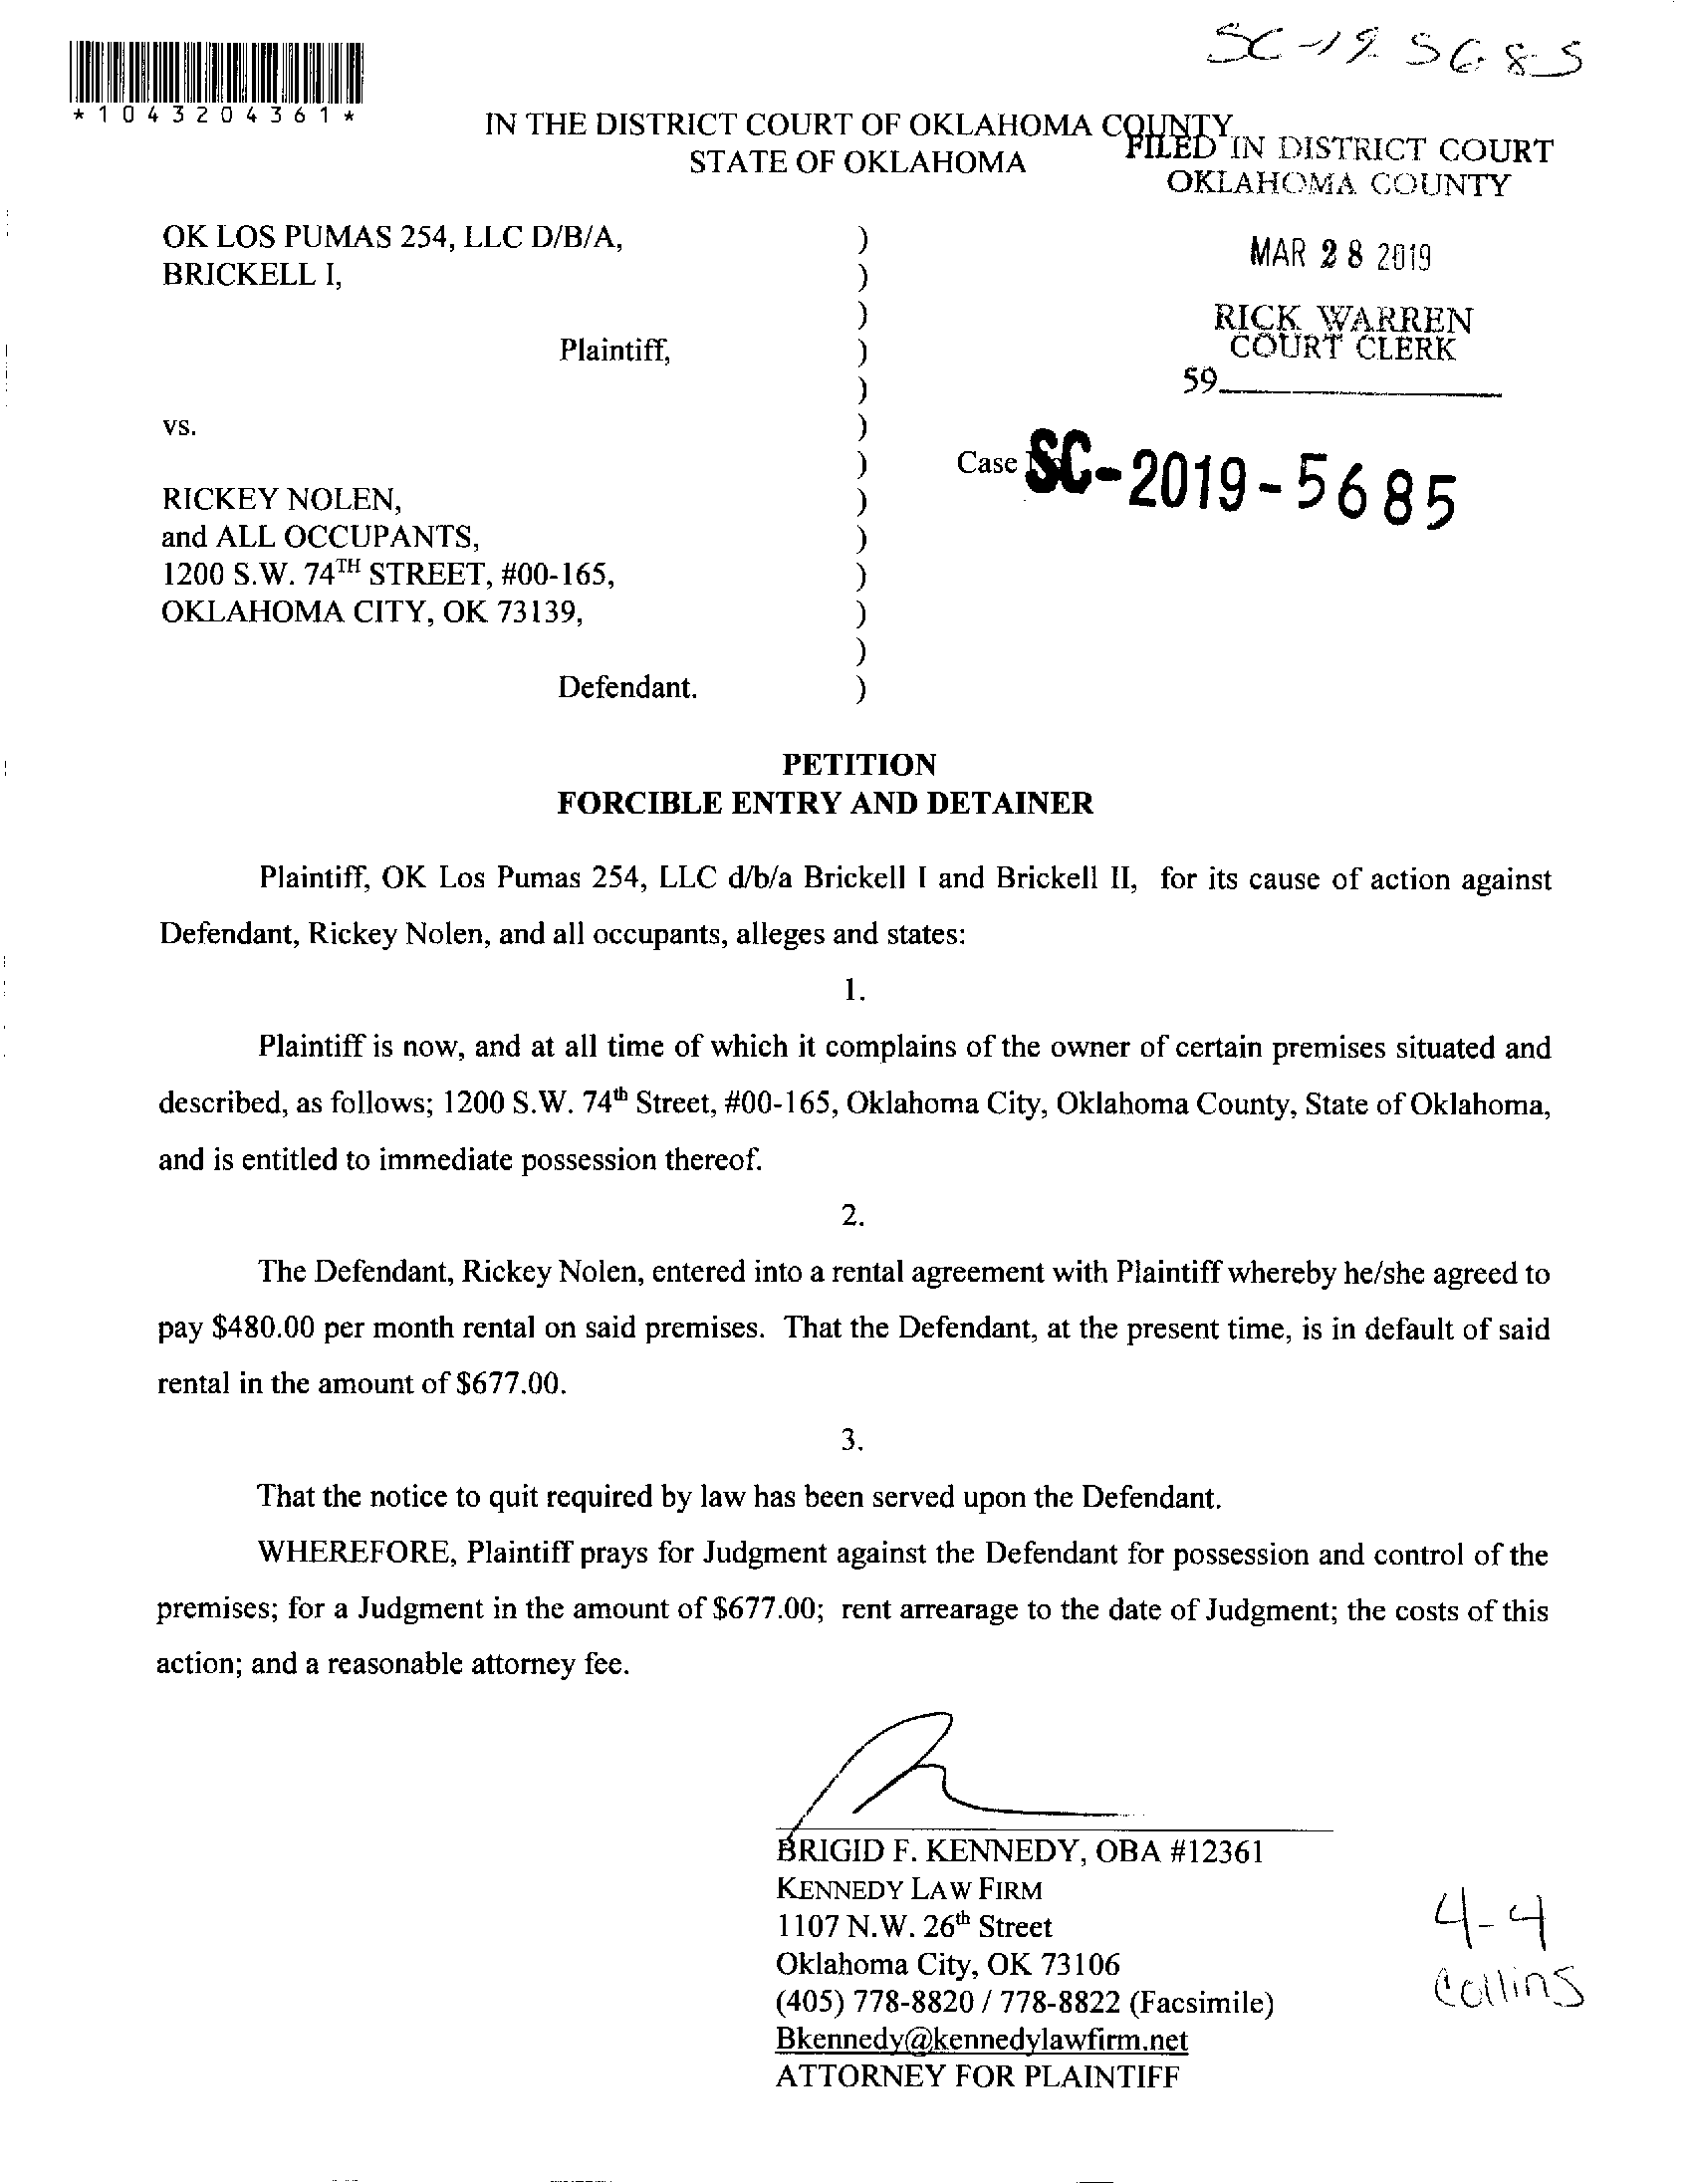 SC-19 5685
*1043204361*
IN THE DISTRICT COURT OF OKLAHOMA COUNTY
STATE OF OKLAHOMA
FILED IN DISTRICT COURT
OKLAHOMA COUNTY
MAR 28 2019
RICK WARREN
COURT CLERK
59
OK LOS PUMAS 254, LLC D/B/A, )
BRICKELL I, )
)
Plaintiff, )
)
vs. )
) Case No. SC-2019-5685
RICKEY NOLEN, )
and ALL OCCUPANTS, )
1200 S.W. 74TH STREET, #00-165, )
OKLAHOMA CITY, OK 73139, )
)
Defendant. )
PETITION
FORCIBLE ENTRY AND DETAINER
Plaintiff, OK Los Pumas 254, LLC d/b/a Brickell I and Brickell II, for its cause of action against
Defendant, Rickey Nolen, and all occupants, alleges and states:
1.
Plaintiff is now, and at all time of which it complains of the owner of certain premises situated and
described, as follows; 1200 S.W. 74th Street, #00-165, Oklahoma City, Oklahoma County, State of Oklahoma,
and is entitled to immediate possession thereof.
2.
The Defendant, Rickey Nolen, entered into a rental agreement with Plaintiff whereby he/she agreed to
pay $480.00 per month rental on said premises. That the Defendant, at the present time, is in default of said
rental in the amount of $677.00.
3.
That the notice to quit required by law has been served upon the Defendant.
WHEREFORE, Plaintiff prays for Judgment against the Defendant for possession and control of the
premises; for a Judgment in the amount of $677.00; rent arrearage to the date of Judgment; the costs of this
action; and a reasonable attorney fee.
BRIGID F. KENNEDY, OBA #12361
KENNEDY LAW FIRM
1107 N.W. 26th Street
Oklahoma City, OK 73106
(405) 778-8820 / 778-8822 (Facsimile)
Bkennedy@kennedylawfirm.net
ATTORNEY FOR PLAINTIFF
4-4
Collins